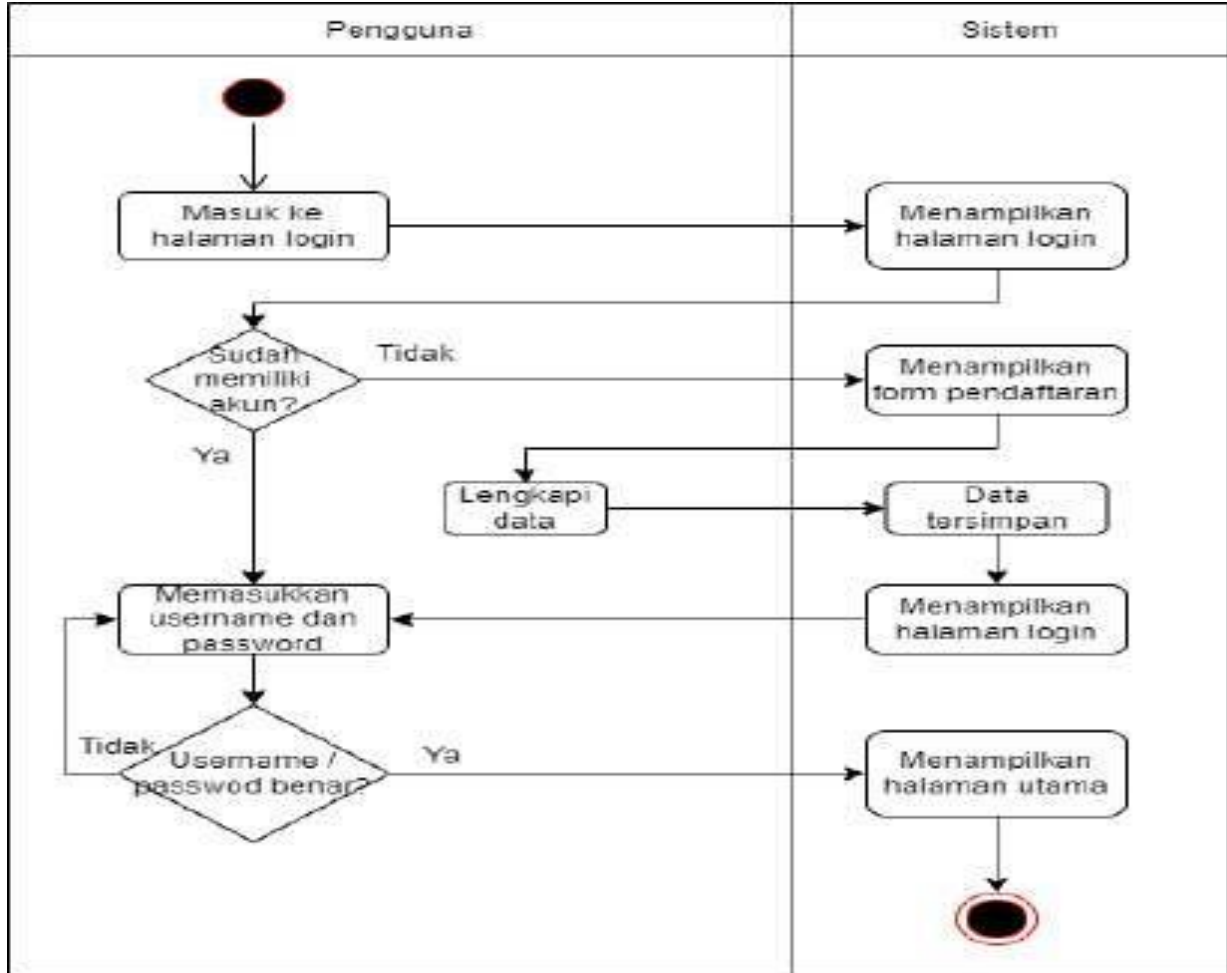 Pengguna
Sistem
Masuk ke
halaman login
Menampilkan
halaman login
Sudah
memiliki
akun?
Tidak
Menampilkan
form pendaftaran
Ya
Lengkapi
data
Data
tersimpan
Memasukkan
username dan
password
Menampilkan
halaman login
Tidak
Username /
passwod benar?
Ya
Menampilkan
halaman utama